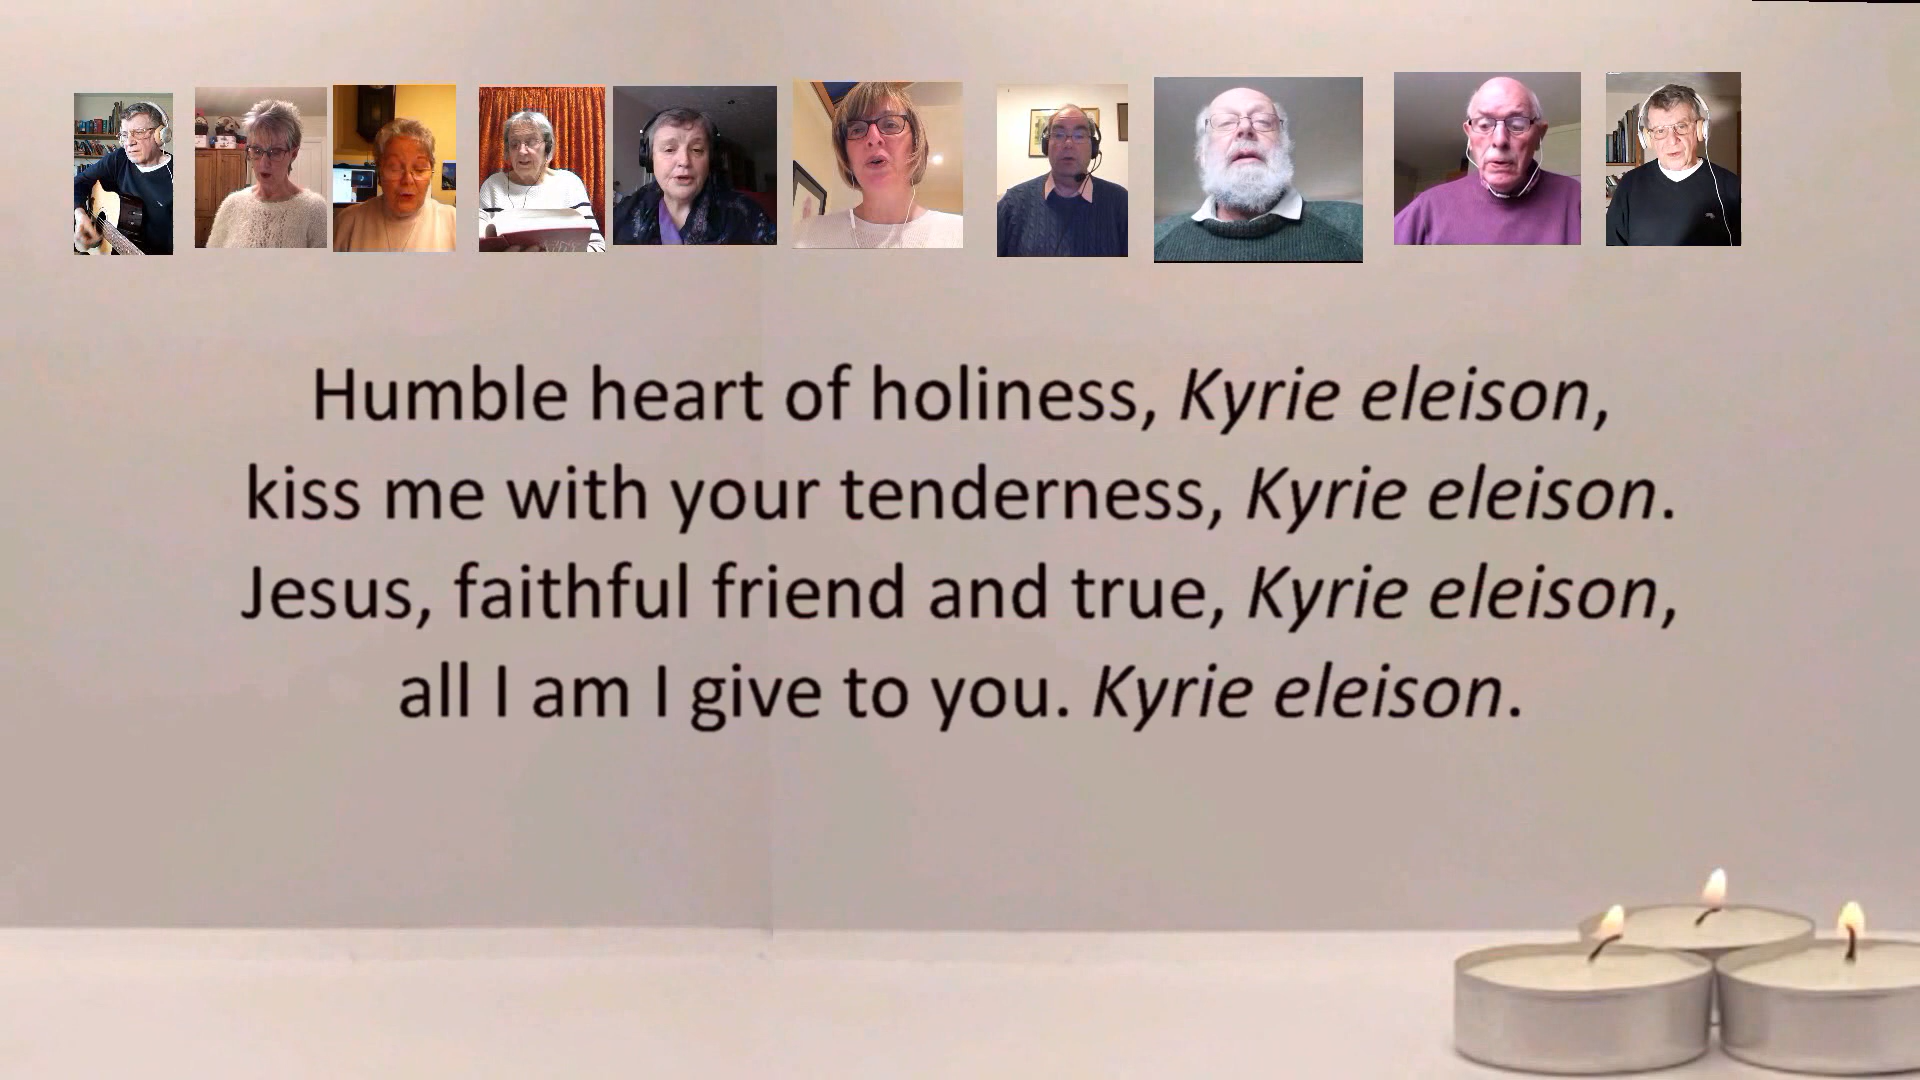 Humble heart of holiness, Kyrie eleison,
kiss me with your tenderness, Kyrie eleison.
Jesus, faithful friend and true, Kyrie eleison,
all I am I give to you. Kyrie eleison.